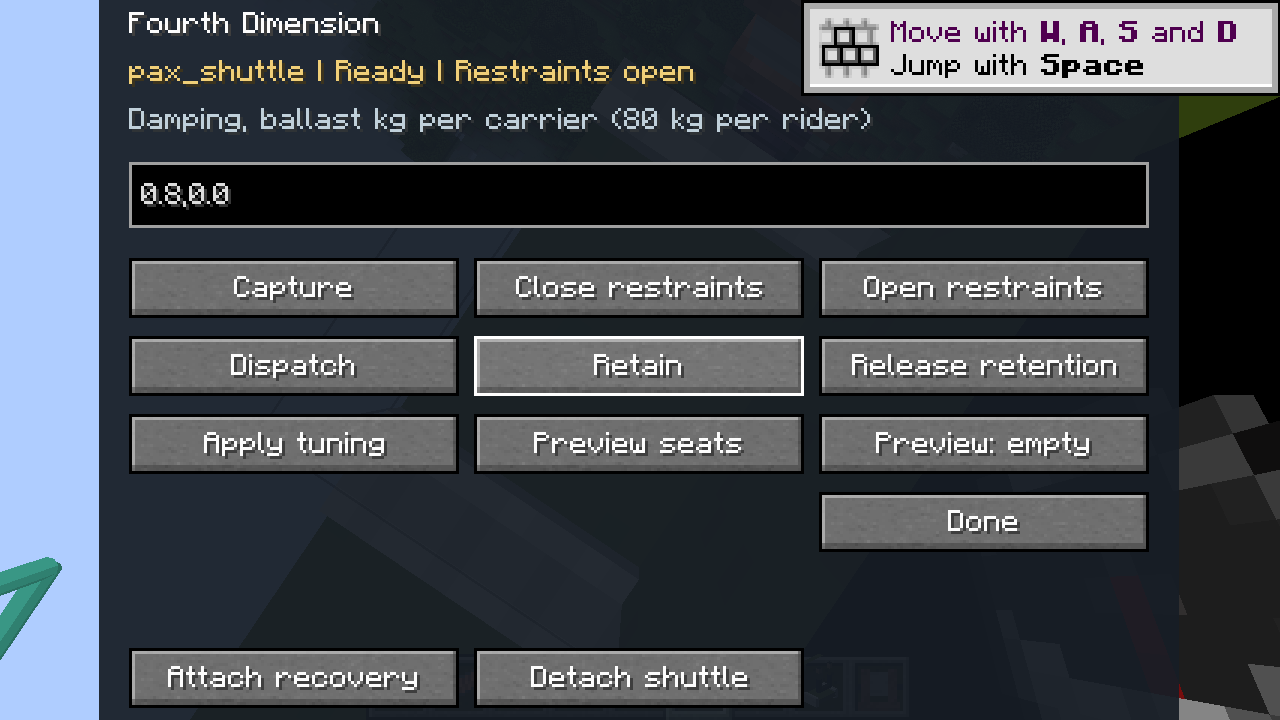 Fourth Dimension
Move with W, A, S and D
Jump with Space
pax_shuttle | Ready | Restraints open
Damping, ballast kg per carrier (80 kg per rider)
0.8,0.0
Capture
Close restraints
Open restraints
Dispatch
Retain
Release retention
Apply tuning
Preview seats
Preview: empty
Done
Attach recovery
Detach shuttle